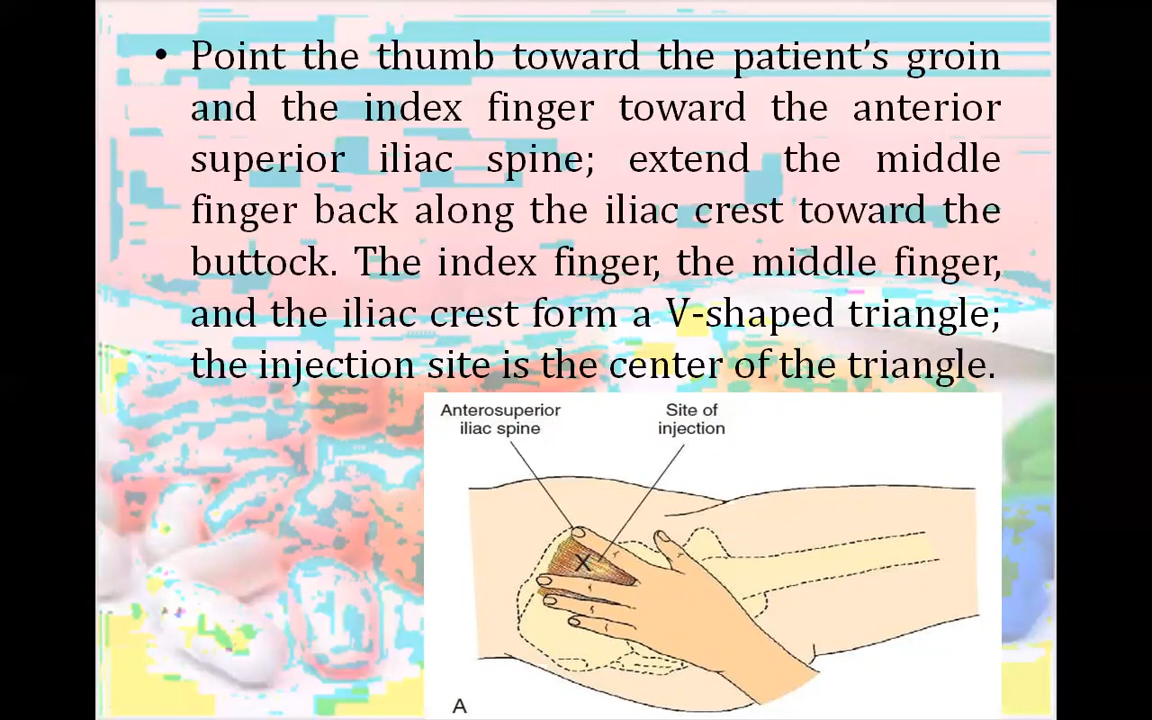 • Point the thumb toward the patient’s groin
and the index finger toward the anterior
superior iliac spine; extend the middle
finger back along the iliac crest toward the
buttock. The index finger, the middle finger,
and the iliac crest form a V-shaped triangle;
the injection site is the center of the triangle.
Anterosuperior
iliac spine
Site of
injection
X
A